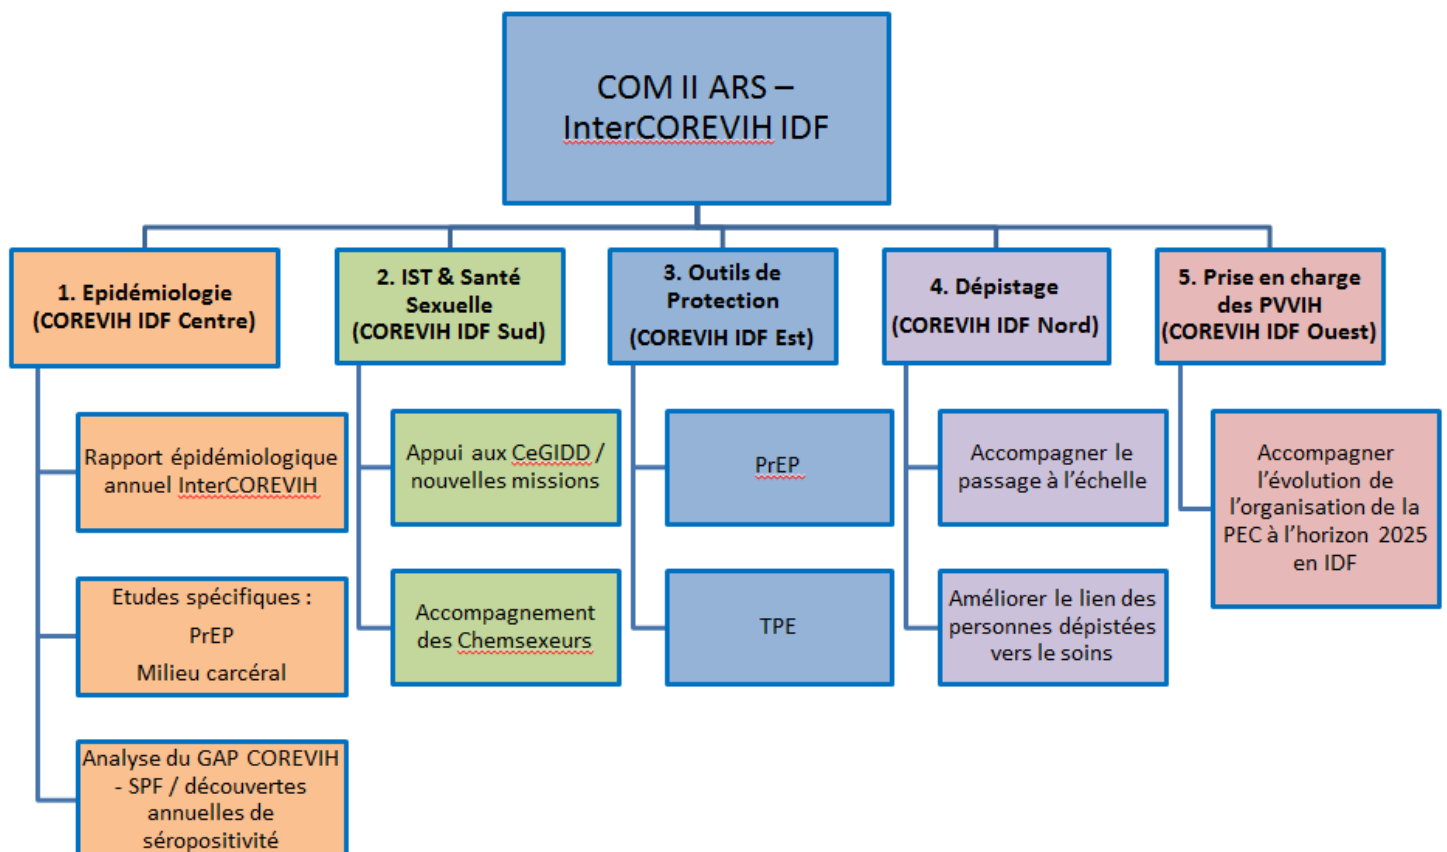 COM II ARS –
InterCOREVIH IDF
1. Epidémiologie
(COREVIH IDF Centre)
2. IST & Santé
Sexuelle
(COREVIH IDF Sud)
3. Outils de
Protection
(COREVIH IDF Est)
4. Dépistage
(COREVIH IDF Nord)
5. Prise en charge
des PVVIH
(COREVIH IDF Ouest)
Rapport épidémiologique
annuel InterCOREVIH
Etudes spécifiques :
PrEP
Milieu carcéral
Analyse du GAP COREVIH
- SPF / découvertes
annuelles de
séropositivité
Appui aux CeGIDD /
nouvelles missions
Accompagnement
des Chemsexeurs
PrEP
TPE
Accompagner le
passage à l’échelle
Améliorer le lien des
personnes dépistées
vers le soins
Accompagner
l’évolution de
l’organisation de la
PEC à l’horizon 2025
en IDF